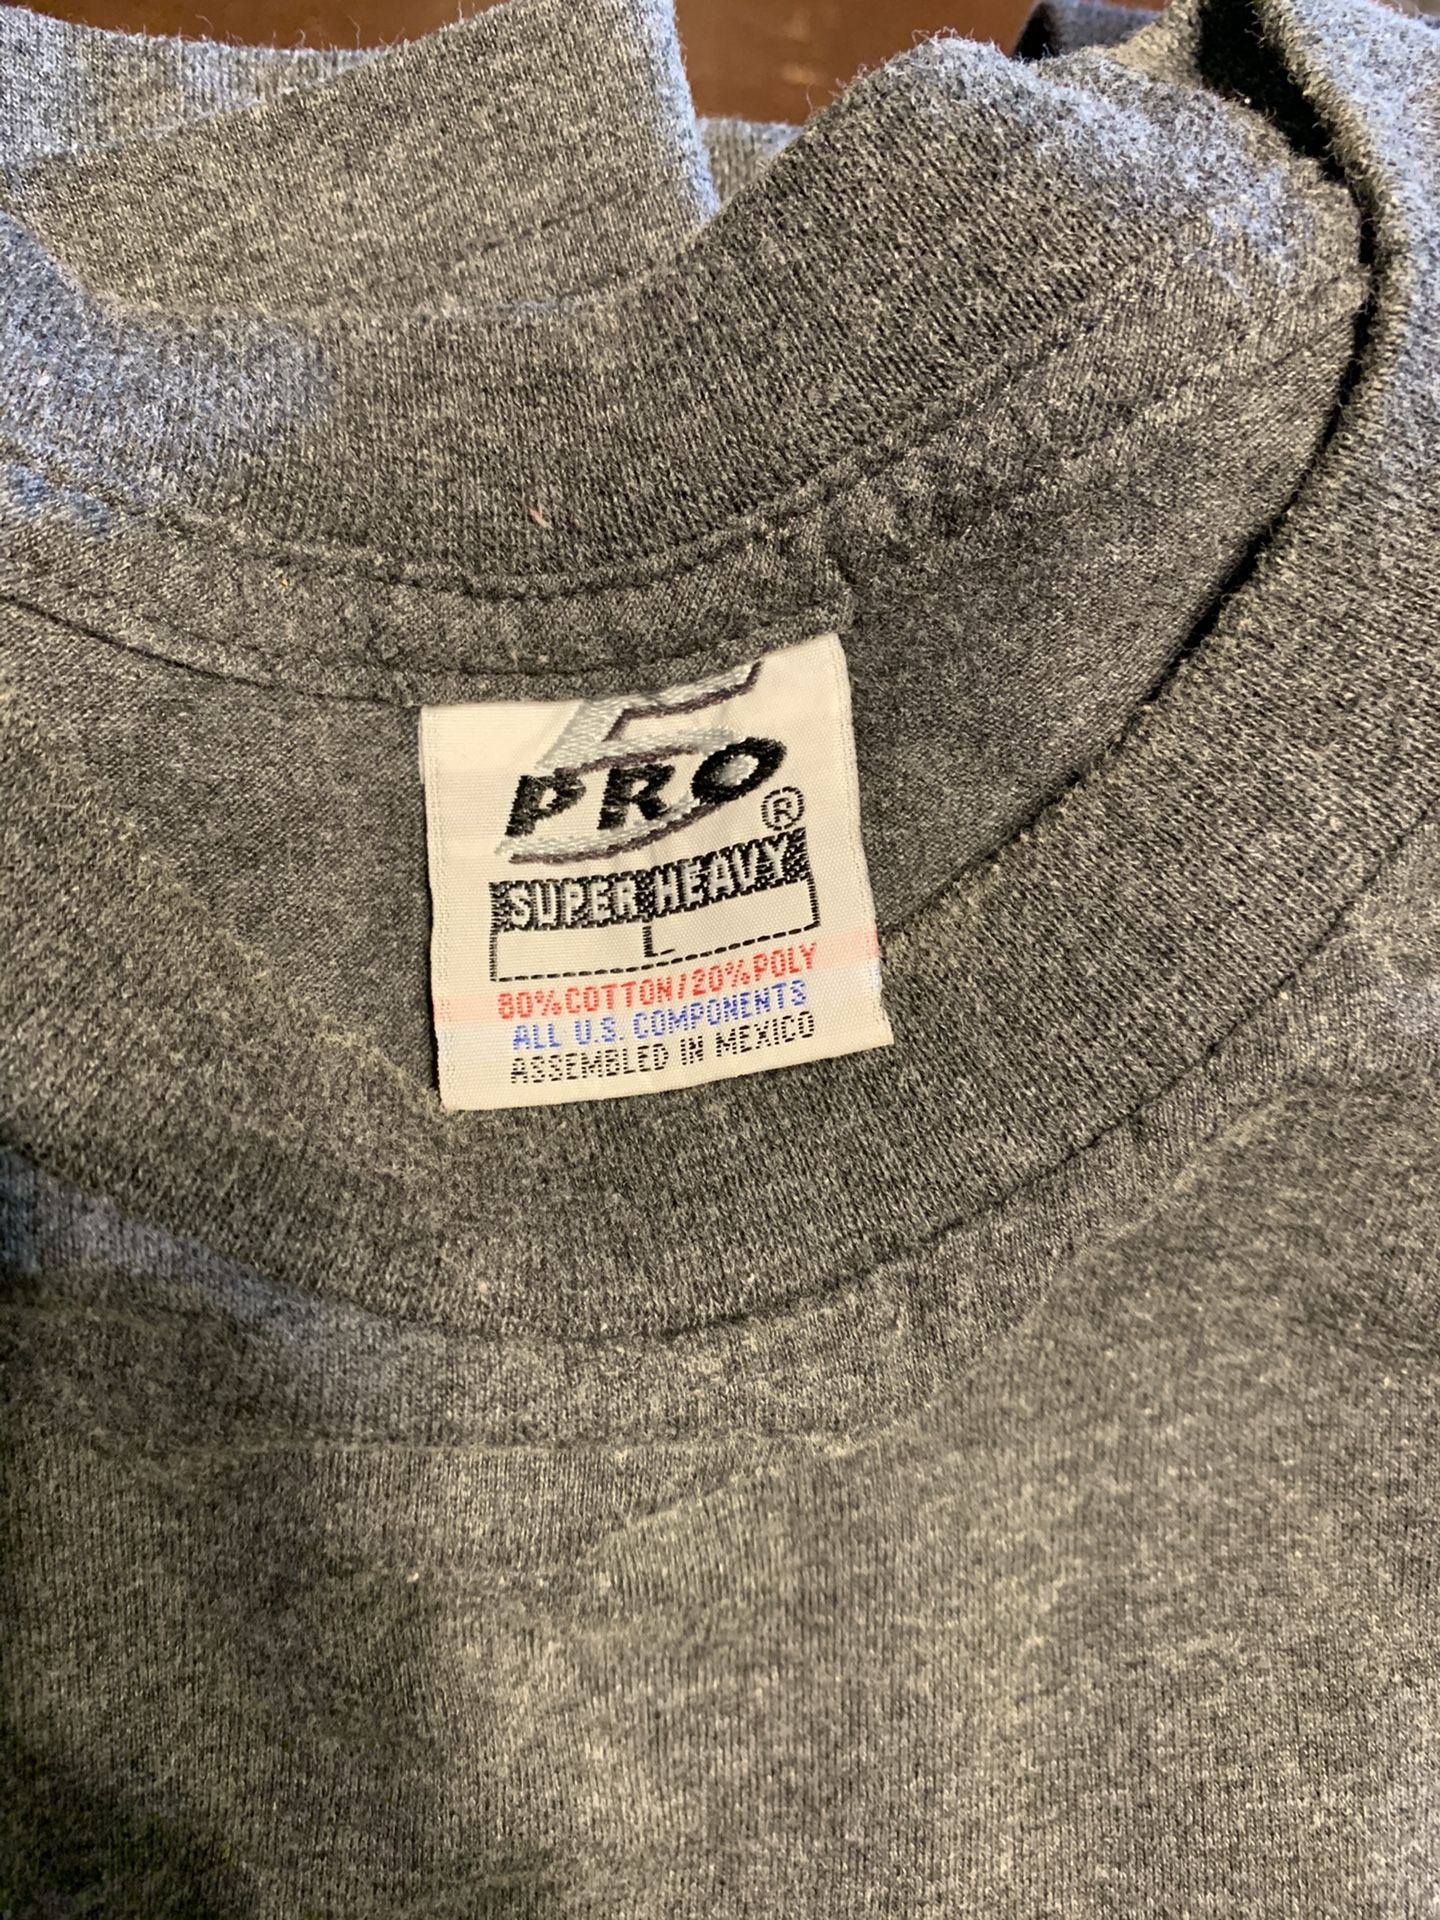 PRO
®
SUPER HEAVY
L
80% COTTON/20% POLY
ALL U.S. COMPONENTS
ASSEMBLED IN MEXICO